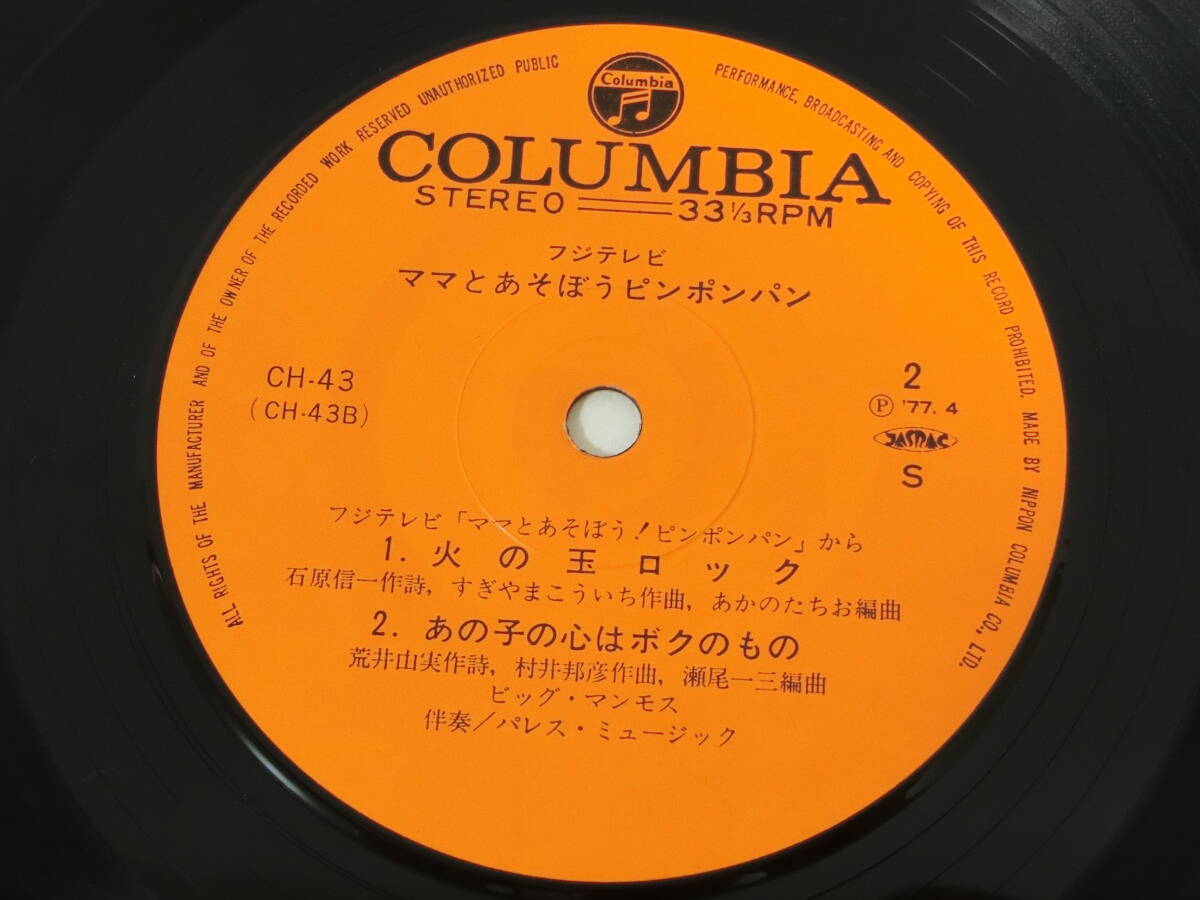 Columbia
COLUMBIA
STEREO 33 1/3 RPM
フジテレビ
ママとあそぼうピンポンパン
CH-43
(CH-43B)
2
Ⓟ '77. 4
JASRAC
S
フジテレビ「ママとあそぼう！ピンポンパン」から
1. 火の玉ロック
石原信一作詩, すぎやまこういち作曲, あかのたちお編曲
2. あの子の心はボクのもの
荒井由実作詩, 村井邦彦作曲, 瀬尾一三編曲
ビッグ・マンモス
伴奏/パレス・ミュージック
ALL RIGHTS OF THE MANUFACTURER AND OF THE OWNER OF THE RECORDED WORK RESERVED UNAUTHORIZED PUBLIC PERFORMANCE, BROADCASTING AND COPYING OF THIS RECORD PROHIBITED. MADE BY NIPPON COLUMBIA CO., LTD.